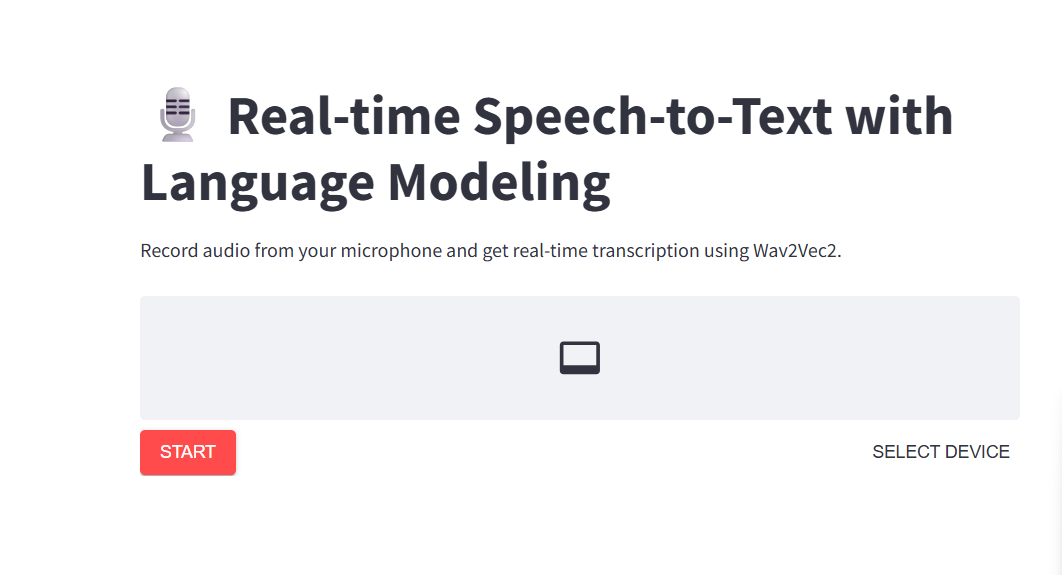 Real-time Speech-to-Text with
Language Modeling
Record audio from your microphone and get real-time transcription using Wav2Vec2.
START
SELECT DEVICE